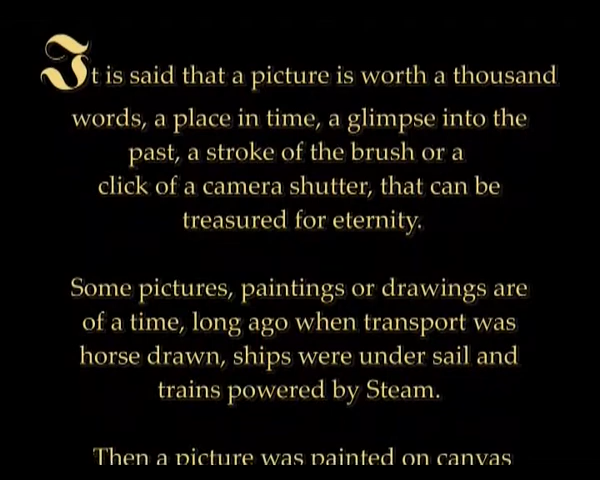 It is said that a picture is worth a thousand
words, a place in time, a glimpse into the
past, a stroke of the brush or a
click of a camera shutter, that can be
treasured for eternity.
Some pictures, paintings or drawings are
of a time, long ago when transport was
horse drawn, ships were under sail and
trains powered by Steam.
Then a picture was painted on canvas